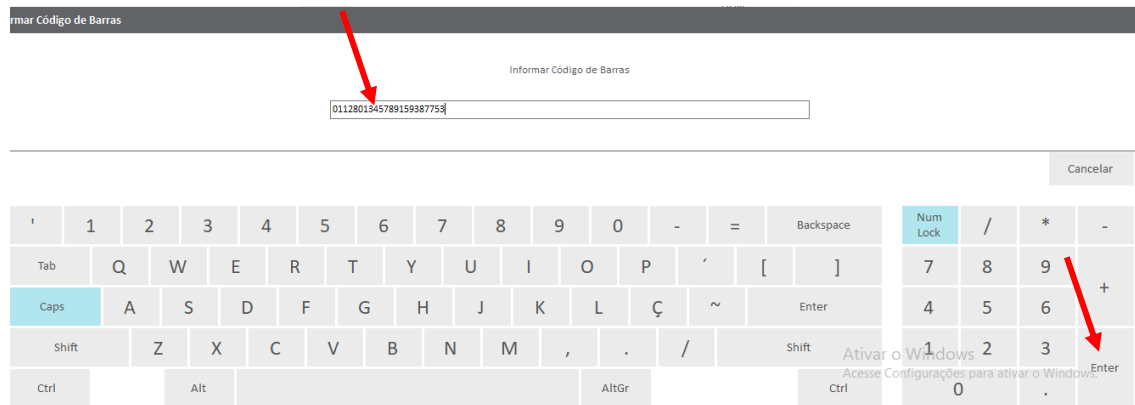 rmar Código de Barras
Informar Código de Barras
0112801345789159387753
Cancelar
' 1 2 3 4 5 6 7 8 9 0 - = Backspace Num Lock / * -
Tab Q W E R T Y U I O P ´ [ ] 7 8 9 +
Caps A S D F G H J K L Ç ~ Enter 4 5 6
Shift Z X C V B N M , . / Shift 1 2 3 Enter
Ctrl Alt AltGr Ctrl 0 .
Ativar o Windows
Acesse Configurações para ativar o Windows.